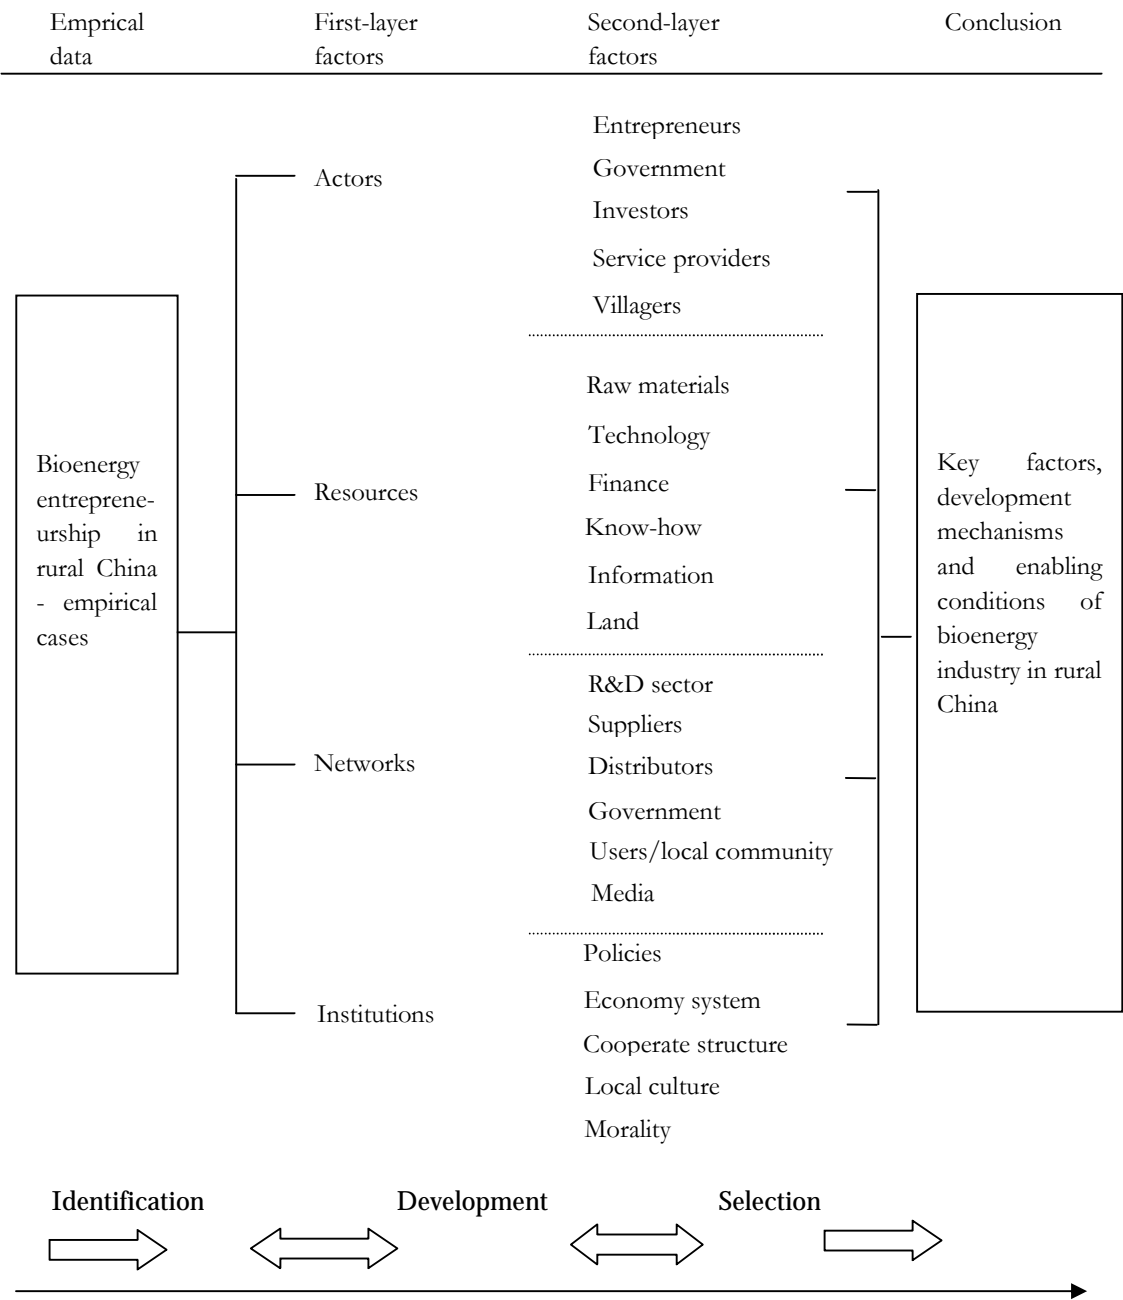 Emprical
data
First-layer
factors
Second-layer
factors
Conclusion
Bioenergy
entreprene-
urship in
rural China
- empirical
cases
Actors
Resources
Networks
Institutions
Entrepreneurs
Government
Investors
Service providers
Villagers
Raw materials
Technology
Finance
Know-how
Information
Land
R&D sector
Suppliers
Distributors
Government
Users/local community
Media
Policies
Economy system
Cooperate structure
Local culture
Morality
Key factors,
development
mechanisms
and enabling
conditions of
bioenergy
industry in rural
China
Identification
Development
Selection